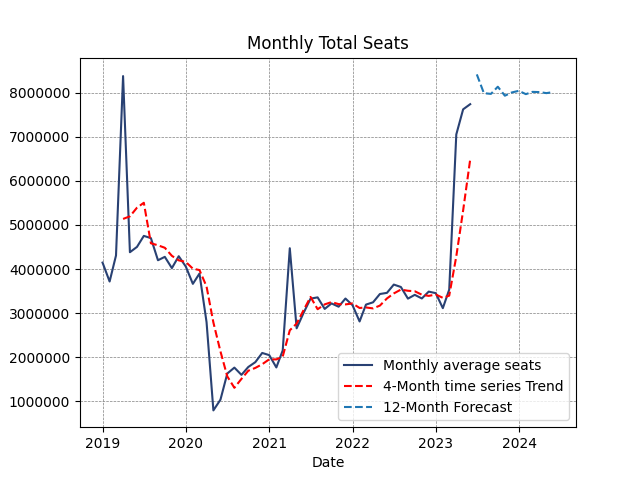 Monthly Total Seats
8000000
7000000
6000000
5000000
4000000
3000000
2000000
1000000
Monthly average seats
4-Month time series Trend
12-Month Forecast
2019 2020 2021 2022 2023 2024
Date